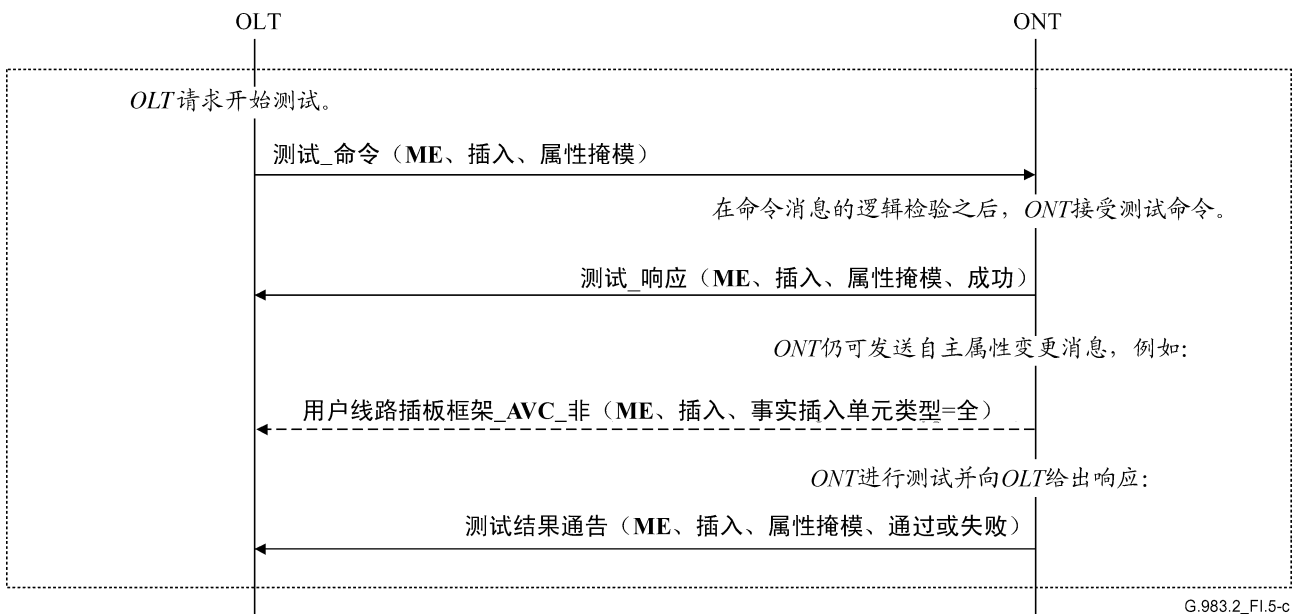 OLT
ONT
OLT请求开始测试。
测试_命令（ME、插入、属性掩模）
在命令消息的逻辑检验之后，ONT接受测试命令。
测试_响应（ME、插入、属性掩模、成功）
ONT仍可发送自主属性变更消息，例如：
用户线路插板框架_AVC_非（ME、插入、事实插入单元类型=全）
ONT进行测试并向OLT给出响应：
测试结果通告（ME、插入、属性掩模、通过或失败）
G.983.2_FI.5-c